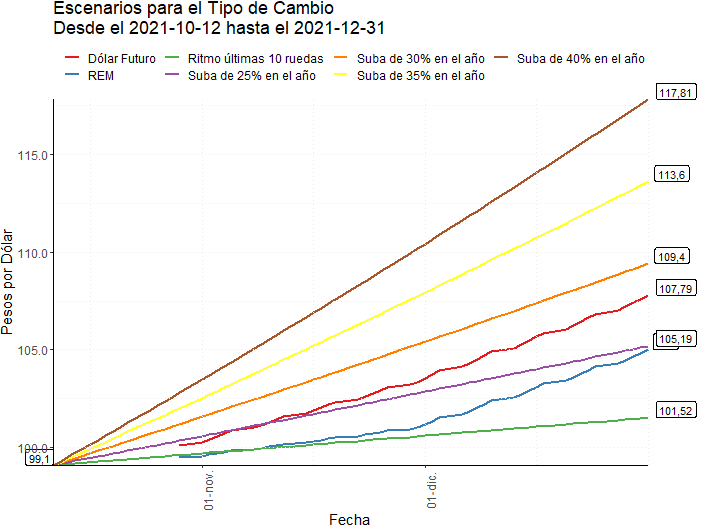 Escenarios para el Tipo de Cambio
Desde el 2021-10-12 hasta el 2021-12-31
Dólar Futuro
Ritmo últimas 10 ruedas
Suba de 30% en el año
Suba de 40% en el año
REM
Suba de 25% en el año
Suba de 35% en el año
117,81
115.0
113,6
110.0
109,4
107,79
105.0
105,19
101,52
100.0
99,1
Pesos por Dólar
01-nov.
01-dic.
Fecha